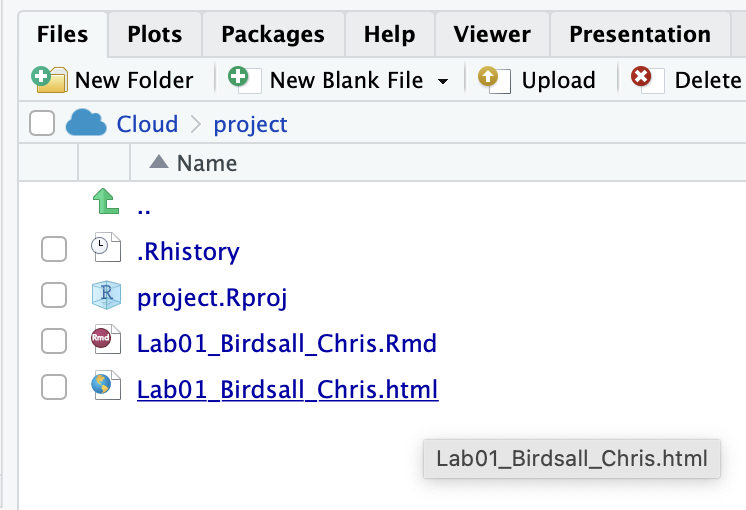 Files Plots Packages Help Viewer Presentation
New Folder New Blank File Upload Delete
Cloud project
Name
..
.Rhistory
R project.Rproj
Rmd Lab01_Birdsall_Chris.Rmd
Lab01_Birdsall_Chris.html
Lab01_Birdsall_Chris.html